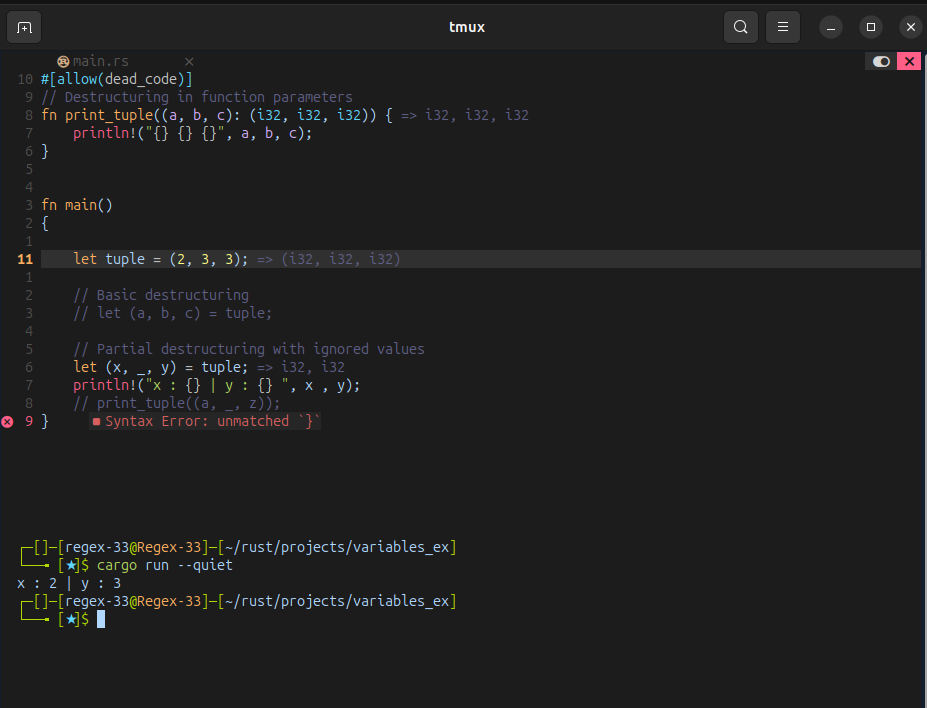 tmux
main.rs
10 #[allow(dead_code)]
9 // Destructuring in function parameters
8 fn print_tuple((a, b, c): (i32, i32, i32)) { => i32, i32, i32
7     println!("{} {} {}", a, b, c);
6 }
5
4
3 fn main()
2 {
1
11     let tuple = (2, 3, 3); => (i32, i32, i32)
1
2     // Basic destructuring
3     // let (a, b, c) = tuple;
4
5     // Partial destructuring with ignored values
6     let (x, _, y) = tuple; => i32, i32
7     println!("x : {} | y : {} ", x , y);
8     // print_tuple((a, _, z));
9 }     ■ Syntax Error: unmatched `}`
┌─[]─[regex-33@Regex-33]─[~/rust/projects/variables_ex]
└──╼ [★]$ cargo run --quiet
x : 2 | y : 3
┌─[]─[regex-33@Regex-33]─[~/rust/projects/variables_ex]
└──╼ [★]$